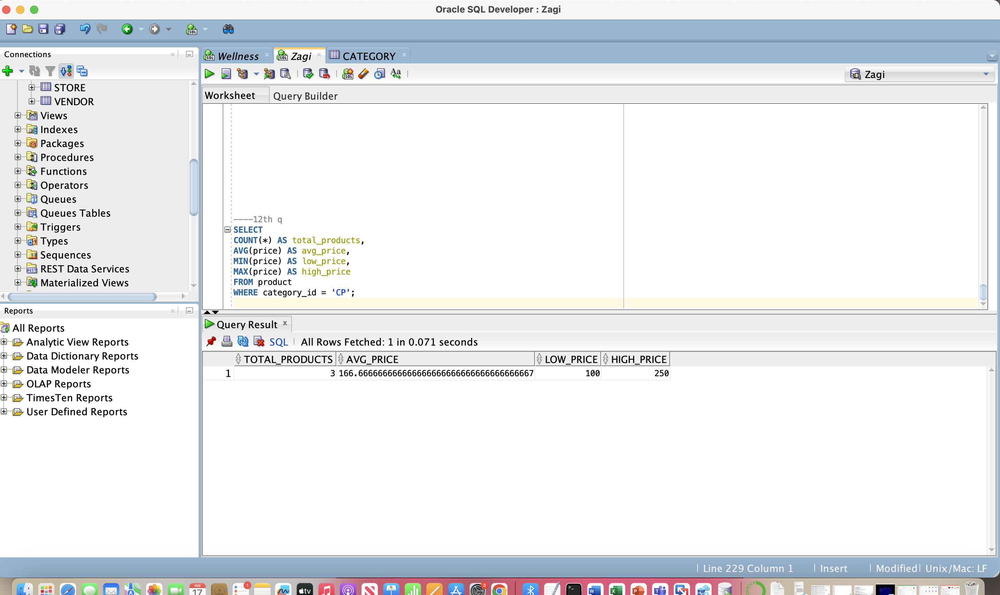 Oracle SQL Developer : Zagi
Connections
STORE
VENDOR
Views
Indexes
Packages
Procedures
Functions
Operators
Queues
Queues Tables
Triggers
Types
Sequences
REST Data Services
Materialized Views
Reports
All Reports
Analytic View Reports
Data Dictionary Reports
Data Modeler Reports
OLAP Reports
TimesTen Reports
User Defined Reports
Wellness
Zagi
CATEGORY
Zagi
Worksheet
Query Builder
----12th q
SELECT
COUNT(*) AS total_products,
AVG(price) AS avg_price,
MIN(price) AS low_price,
MAX(price) AS high_price
FROM product
WHERE category_id = 'CP';
Query Result
SQL
All Rows Fetched: 1 in 0.071 seconds
TOTAL_PRODUCTS AVG_PRICE LOW_PRICE HIGH_PRICE
1 3 166.666666666666666666666666666666666667 100 250
Line 229 Column 1
Insert
Modified
Unix/Mac: LF
FEB
17
1
tv
3